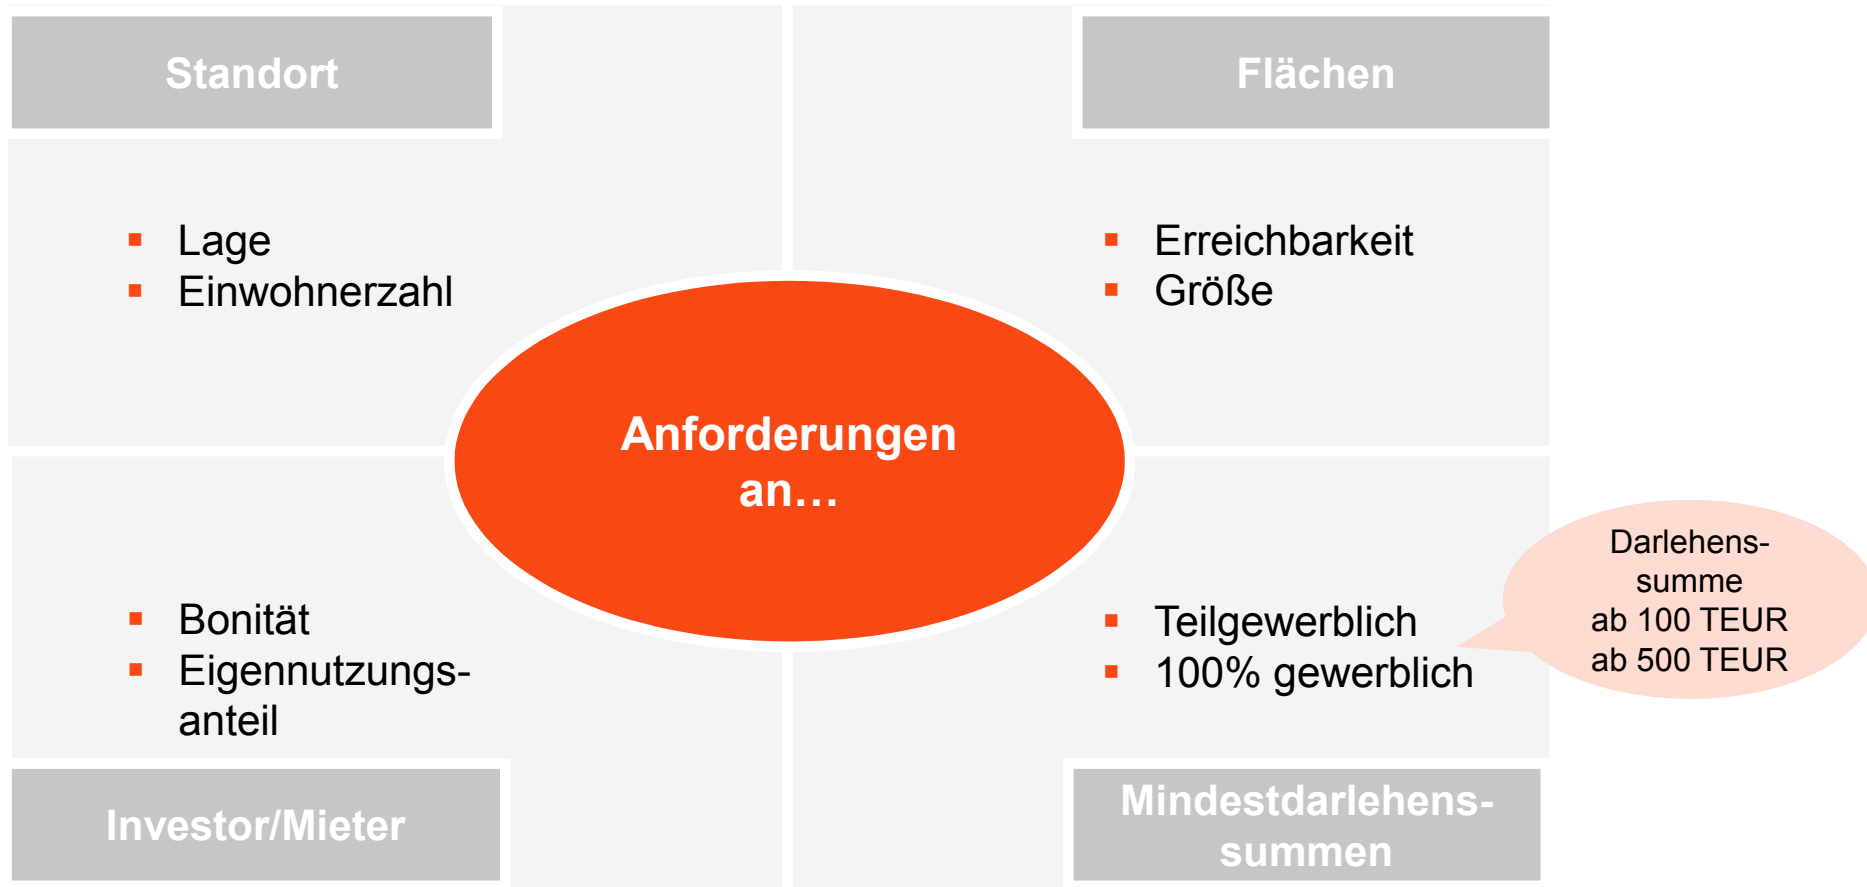 Standort
Flächen
Lage
Einwohnerzahl
Erreichbarkeit
Größe
Anforderungen
an…
Bonität
Eigennutzungs-
anteil
Teilgewerblich
100% gewerblich
Darlehens-
summe
ab 100 TEUR
ab 500 TEUR
Investor/Mieter
Mindestdarlehens-
summen